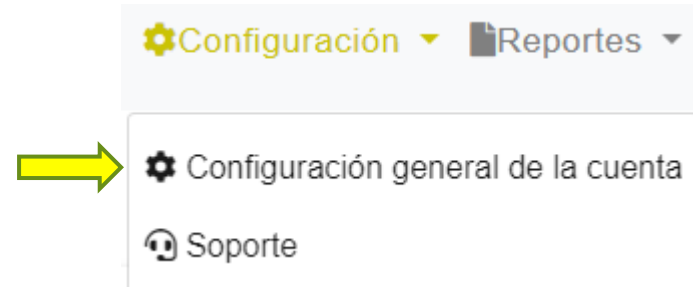 Configuración Reportes
Configuración general de la cuenta
Soporte